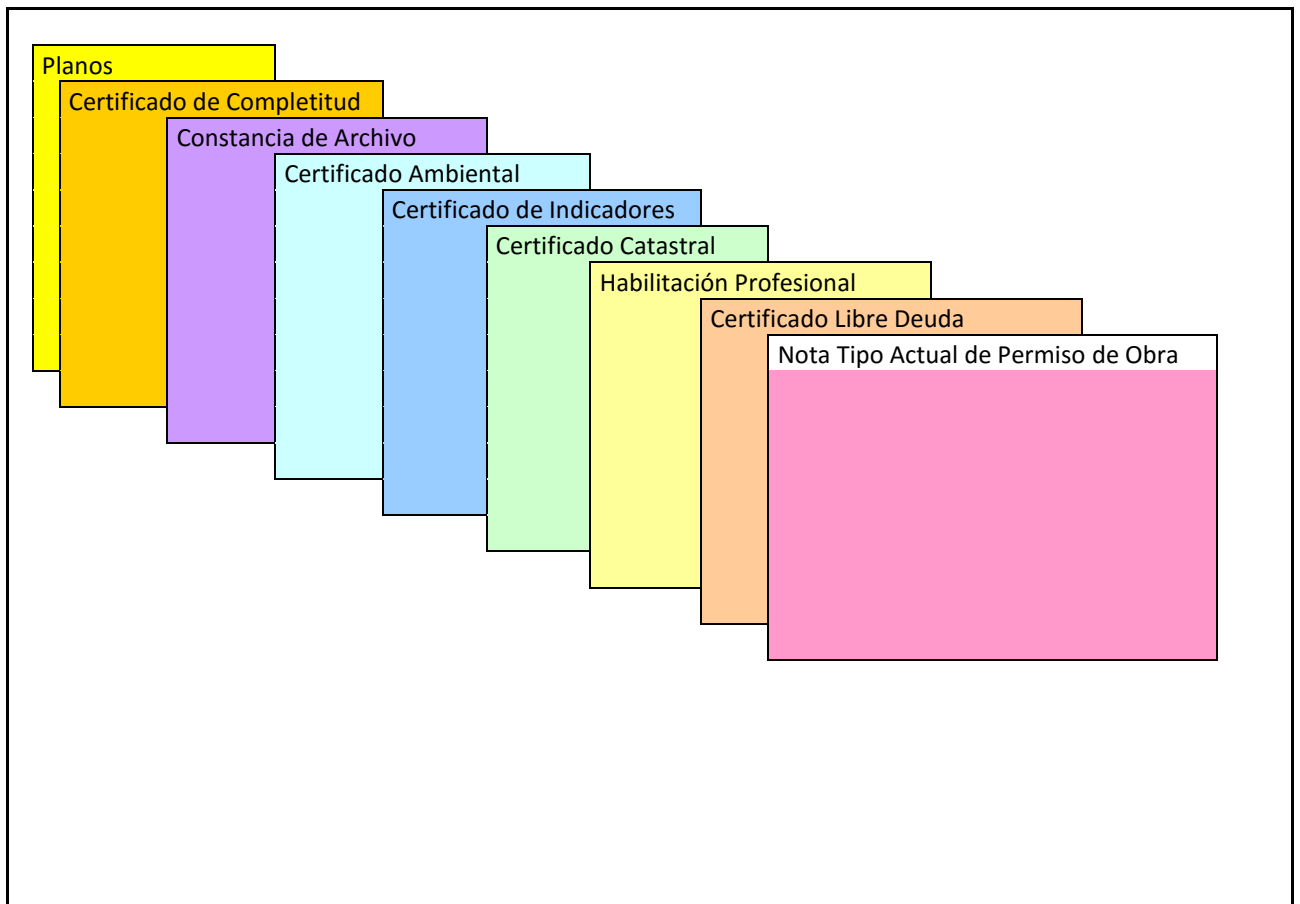 Planos
Certificado de Completitud
Constancia de Archivo
Certificado Ambiental
Certificado de Indicadores
Certificado Catastral
Habilitación Profesional
Certificado Libre Deuda
Nota Tipo Actual de Permiso de Obra